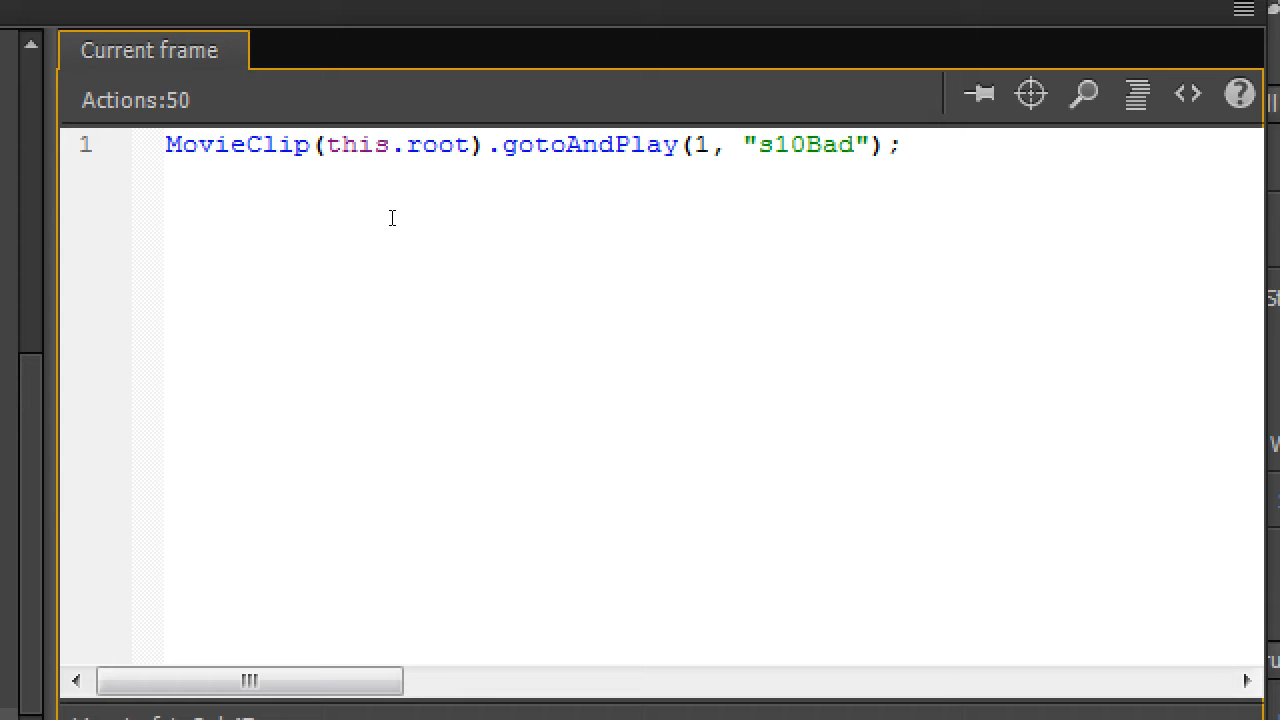 Current frame
Actions:50
1 MovieClip(this.root).gotoAndPlay(1, "s10Bad");